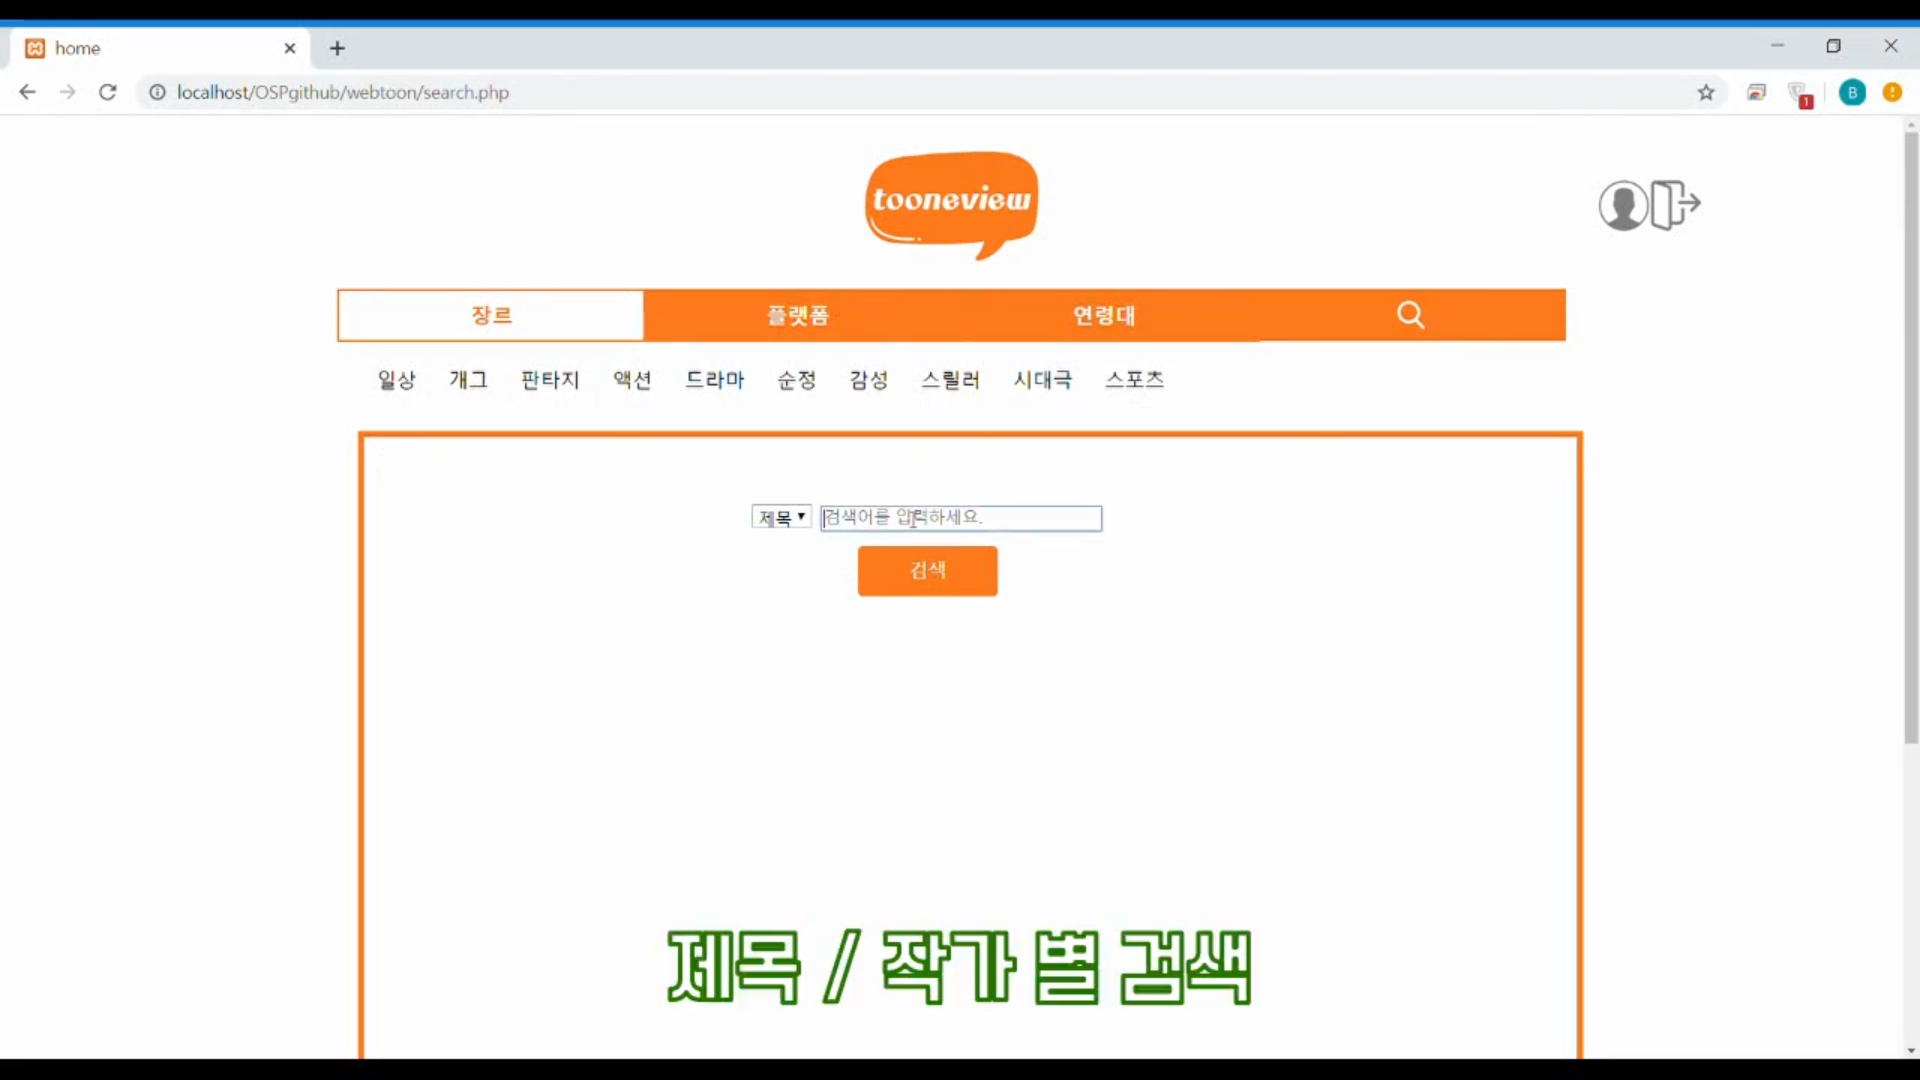 home
localhost/OSPgithub/webtoon/search.php
1
B
tooneview
장르 플랫폼 연령대
일상 개그 판타지 액션 드라마 순정 감성 스릴러 시대극 스포츠
제목 검색어를 입력하세요.
검색
제목 / 작가 별 검색